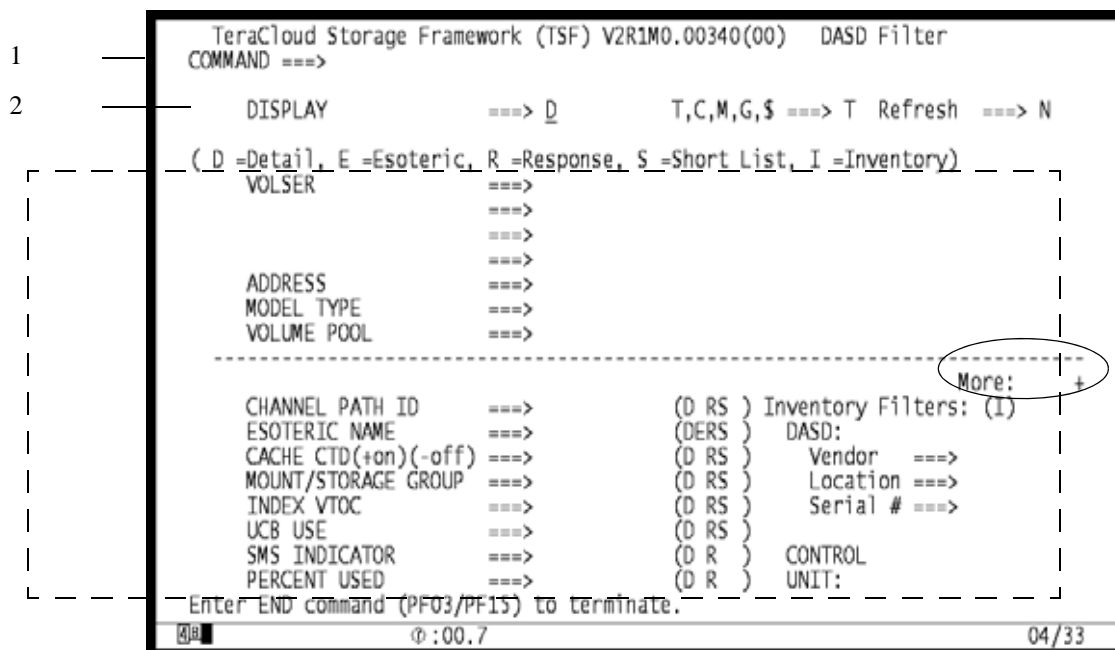 TeraCloud Storage Framework (TSF) V2R1M0.00340(00) DASD Filter
1 COMMAND ===>
2 DISPLAY ===> D T,C,M,G,$ ===> T Refresh ===> N
( D =Detail, E =Esoteric, R =Response, S =Short List, I =Inventory)
VOLSER ===>
===>
===>
===>
ADDRESS ===>
MODEL TYPE ===>
VOLUME POOL ===>
More: +
CHANNEL PATH ID ===> (D RS ) Inventory Filters: (I)
ESOTERIC NAME ===> (DERS ) DASD:
CACHE CTD(+on)(-off) ===> (D RS ) Vendor ===>
MOUNT/STORAGE GROUP ===> (D RS ) Location ===>
INDEX VTOC ===> (D RS ) Serial # ===>
UCB USE ===> (D RS )
SMS INDICATOR ===> (D R ) CONTROL
PERCENT USED ===> (D R ) UNIT:
Enter END command (PF03/PF15) to terminate.
:00.7 04/33